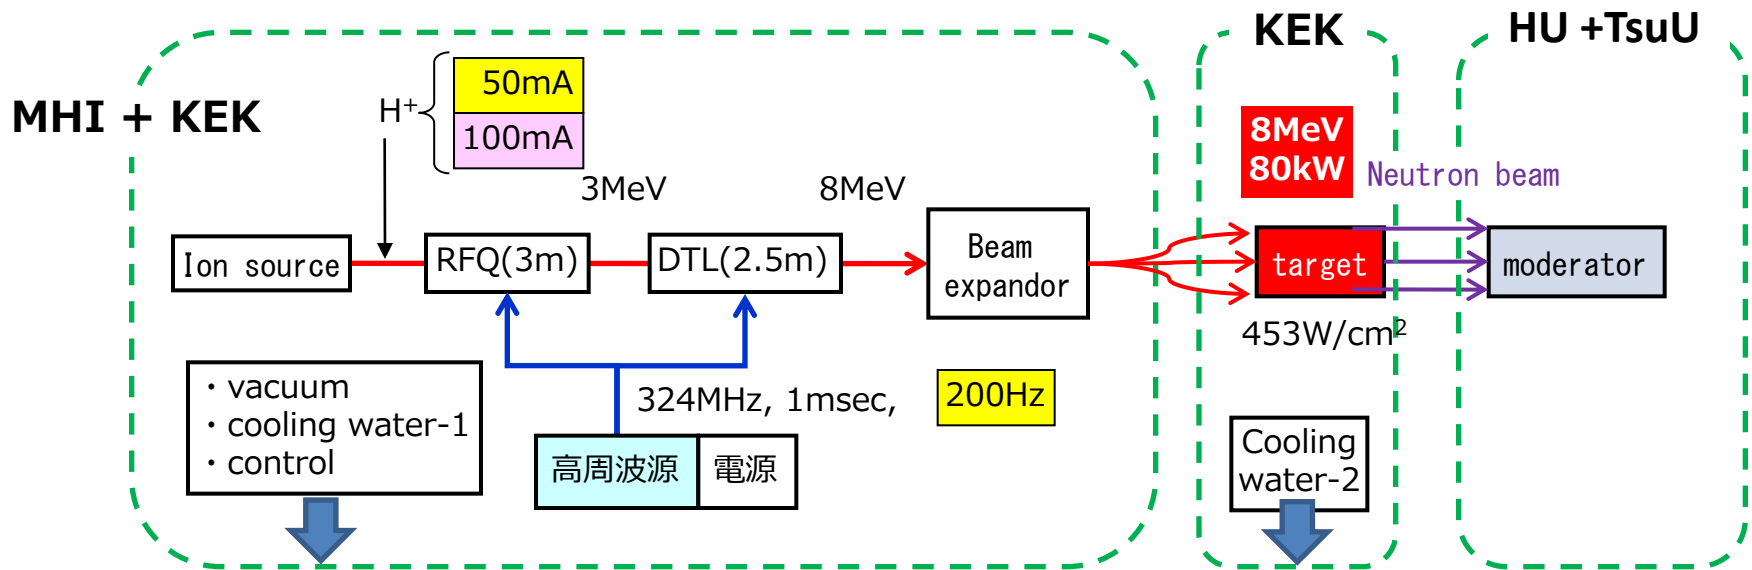 KEK
HU +TsuU
MHI + KEK
H+
50mA
100mA
3MeV
8MeV
8MeV
80kW
Neutron beam
Ion source
RFQ(3m)
DTL(2.5m)
Beam
expandor
target
moderator
453W/cm2
・vacuum
・cooling water-1
・control
324MHz, 1msec,
200Hz
高周波源
電源
Cooling
water-2